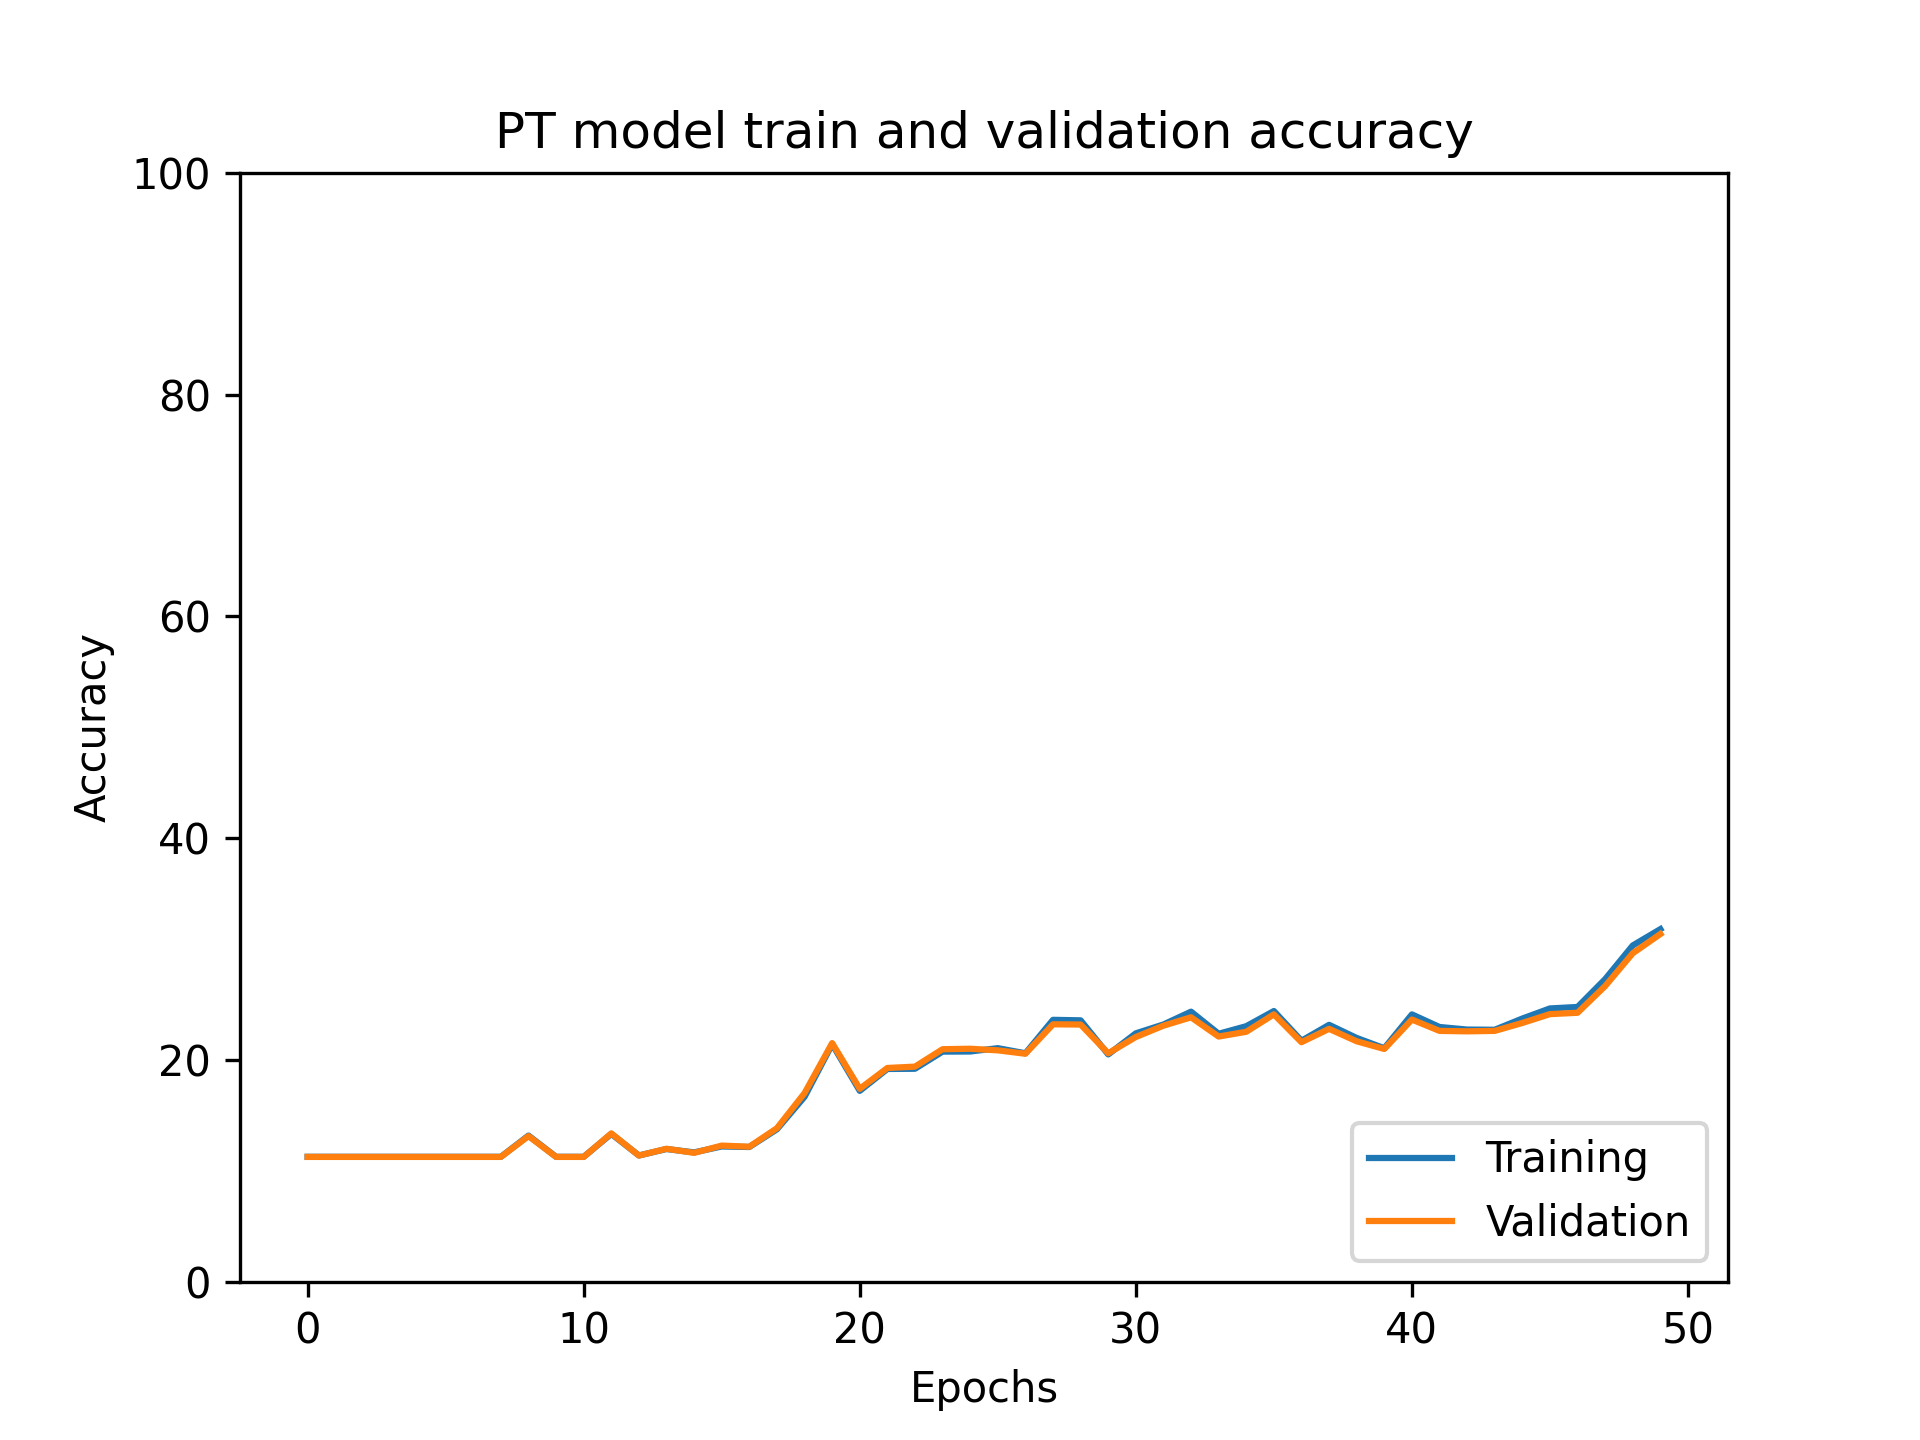 PT model train and validation accuracy
100
80
60
40
20
0
Accuracy
0 10 20 30 40 50
Epochs
Training
Validation